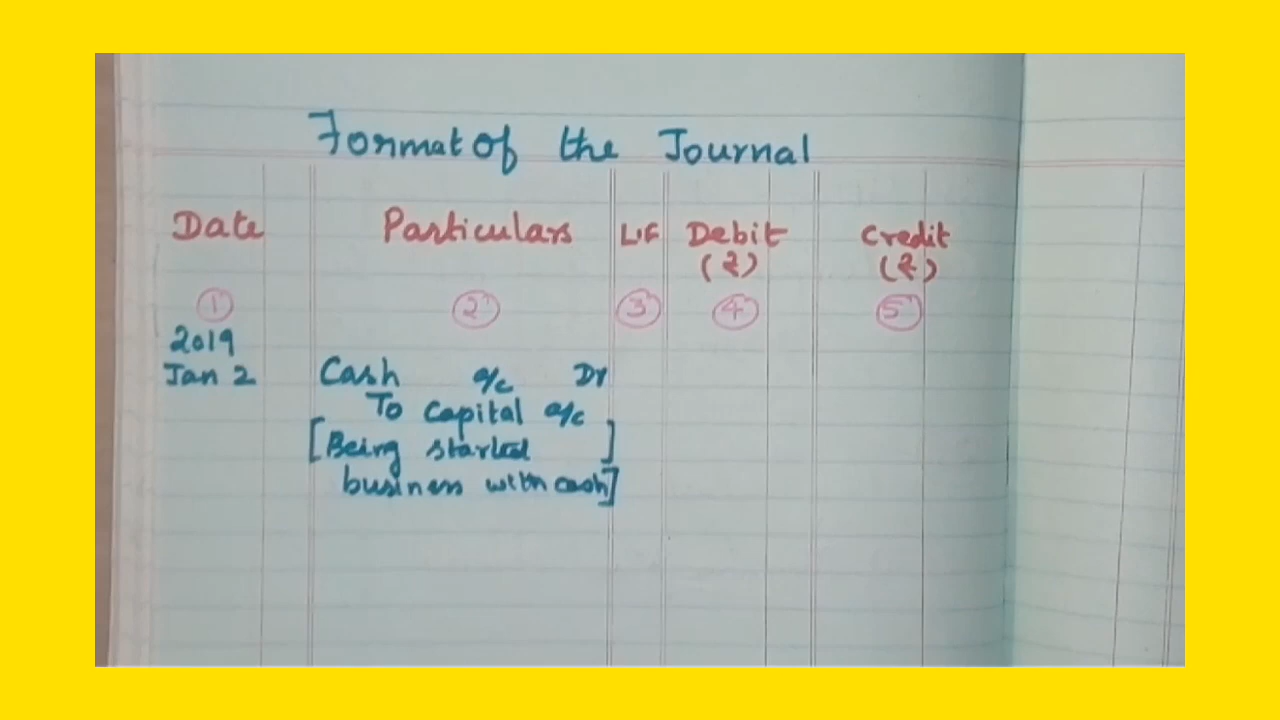 Format of the Journal
Date Particulars L.F Debit (₹) Credit (₹)
1 2 3 4 5
2019
Jan 2 Cash a/c Dr
To Capital a/c
[Being started ]
business with cash]